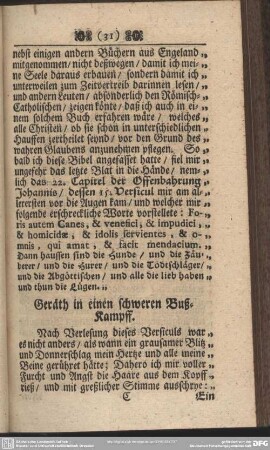 (31)
nebst einigen andern Büchern aus Engeland
mitgenommen / nicht deßwegen / damit ich mei-
ne Seele daraus erbauen / sondern damit ich
unterweilen zum Zeitvertreib darinnen lesen /
und andern Leuten / absönderlich den Römisch-
Catholischen / zeigen könte / daß ich auch in ei-
nem solchem Buch erfahren wäre / welches
alle Christen / ob sie schon in unterschiedlichen
Hauffen zertheilet seynd / vor den Grund des
wahren Glaubens anzunehmen pflegen. So
bald ich diese Bibel angefasset hatte / fiel mir
ungefehr das letzte Blat in die Hände / nem-
lich das 22. Capitel der Offenbahrung
Johannis / dessen 15. Versicul mir am al-
lerersten vor die Augen kam / und welcher mir
folgende erschreckliche Worte vorstellete: Fo-
ris autem Canes, & venefici, & impudici,
& homicidæ, & idolis servientes, & o-
mnis, qui amat, & facit mendacium.
Dann haussen sind die Hunde / und die Zäu-
berer / und die Hurer / und die Todtschläger /
und die Abgöttischen / und alle die lieb haben
und thun die Lügen.
Geräth in einen schweren Buß-
Kampff.
Nach Verlesung dieses Versiculs war
es nicht anders / als wann ein grausamer Blitz
und Donnerschlag mein Hertze und alle meine
Beine gerühret hätte: Dahero ich mir voller
Furcht und Angst die Haare aus dem Kopff
rieß / und mit greßlicher Stimme ausschrye:
C Ein
DFG